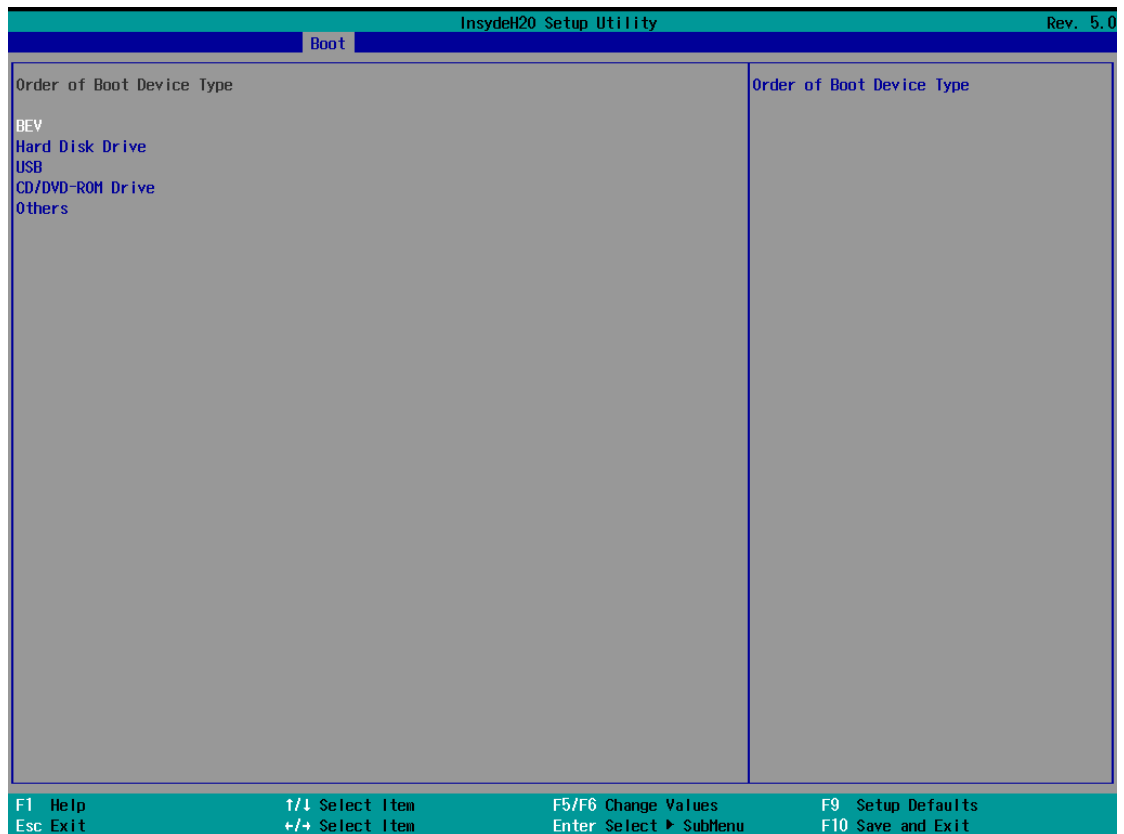 InsydeH20 Setup Utility Rev. 5.0
Boot
Order of Boot Device Type
BEV
Hard Disk Drive
USB
CD/DVD-ROM Drive
Others
Order of Boot Device Type
F1 Help ↑/↓ Select Item F5/F6 Change Values F9 Setup Defaults
Esc Exit ←/→ Select Item Enter Select ▶ SubMenu F10 Save and Exit